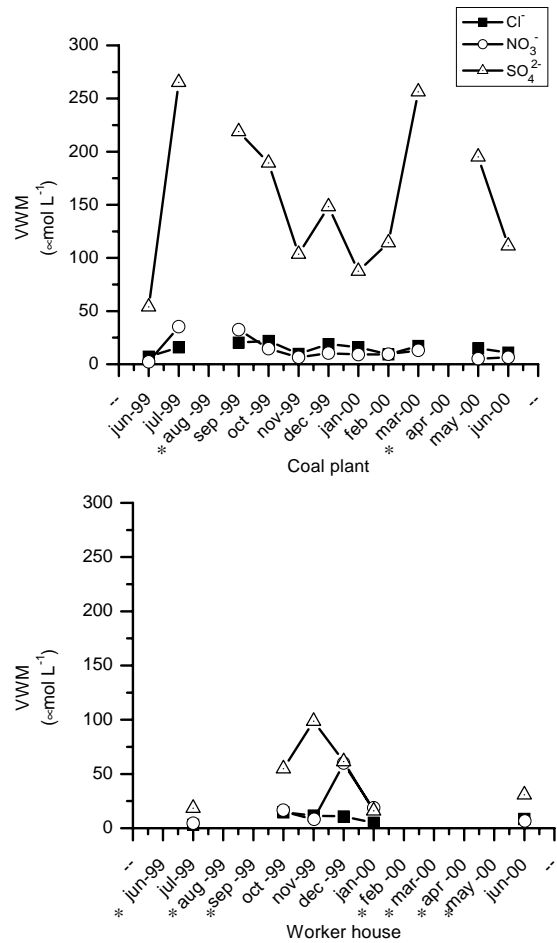 Cl⁻
NO₃⁻
SO₄²⁻
300
250
200
150
100
50
0
VWM
(∝mol L⁻¹)
--
jun-99
jul-99
* aug -99
sep -99
oct -99
nov-99
dec -99
jan-00
feb -00
mar-00
* apr -00
may -00
jun-00
--
Coal plant
300
250
200
150
100
50
0
VWM
(∝mol L⁻¹)
--
* jun-99
jul-99
* aug -99
* sep -99
oct -99
nov-99
dec -99
jan-00
* feb -00
* mar-00
* apr -00
* may-00
jun-00
--
Worker house